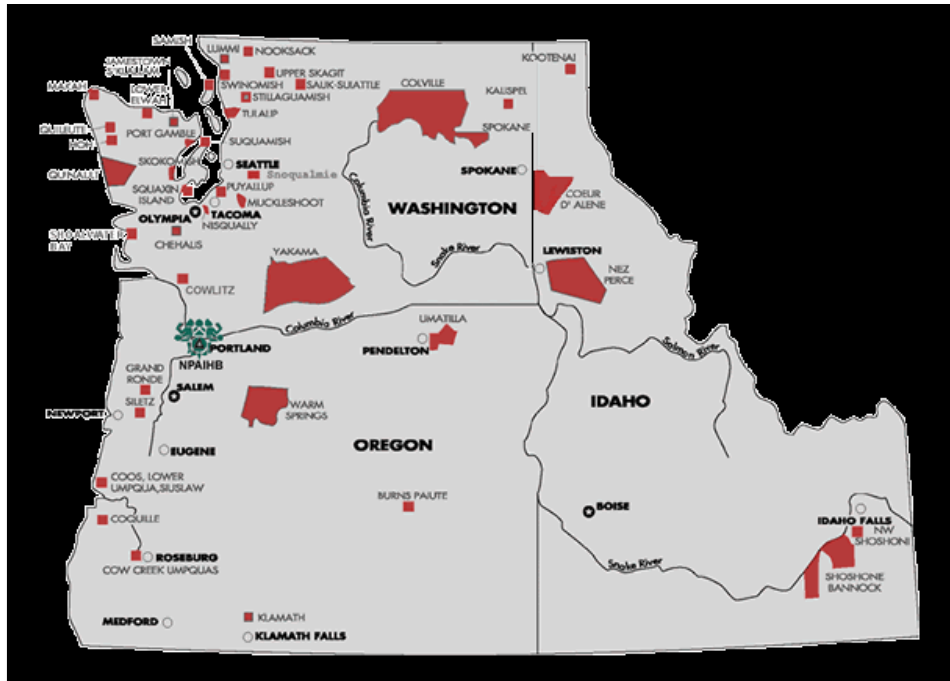 SAMISH
LUMMI
NOOKSACK
KOOTENAI
JAMESTOWN
S'KLALLAM
UPPER SKAGIT
MAKAH
LOWER
ELWAH
SWINOMISH
SAUK-SUIATTLE
COLVILLE
KALISPEL
STILLAGUAMISH
TULALIP
QUILEUTE
PORT GAMBLE
SPOKANE
HOH
SUQUAMISH
SKOKOMISH
SEATTLE
SPOKANE
QUINAULT
Snoqualmie
SQUAXIN
ISLAND
PUYALLUP
MUCKLESHOOT
COEUR
D' ALENE
Columbia River
WASHINGTON
OLYMPIA
TACOMA
NISQUALLY
SHOALWATER
BAY
CHEHALIS
YAKAMA
Snake River
LEWISTON
NEZ
PERCE
COWLITZ
Columbia River
UMATILLA
PORTLAND
PENDELTON
Salmon River
NPAIHB
GRAND
RONDE
SALEM
SILETZ
IDAHO
NEWPORT
WARM
SPRINGS
OREGON
EUGENE
COOS, LOWER
UMPQUA,SIUSLAW
BURNS PAIUTE
BOISE
COQUILLE
IDAHO FALLS
NW
SHOSHONI
ROSEBURG
COW CREEK UMPQUAS
Snake River
SHOSHONE
BANNOCK
KLAMATH
MEDFORD
KLAMATH FALLS